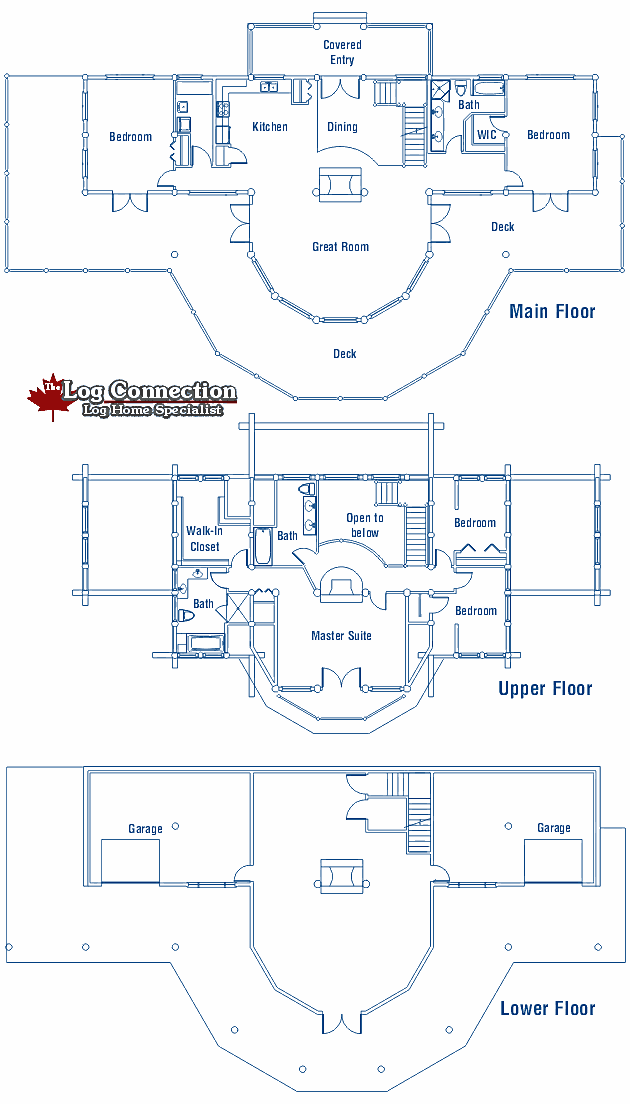 Covered
Entry
Bedroom
Kitchen
Dining
Bath
WIC
Bedroom
Great Room
Deck
Main Floor
Deck
The Log Connection
Log Home Specialist
Walk-In
Closet
Bath
Open to
below
Bedroom
Bath
Bedroom
Master Suite
Upper Floor
Garage
Garage
Lower Floor